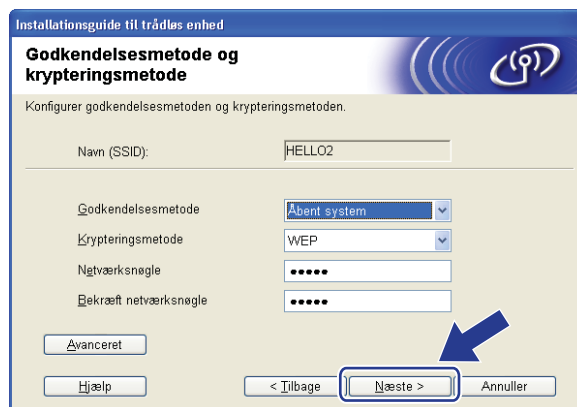 Installationsguide til trådløs enhed
Godkendelsesmetode og
krypteringsmetode
Konfigurer godkendelsesmetoden og krypteringsmetoden.
Navn (SSID):
HELLO2
Godkendelsesmetode
Åbent system
Krypteringsmetode
WEP
Netværksnøgle
●●●●●
Bekræft netværksnøgle
●●●●●
Avanceret
Hjælp
< Tilbage
Næste >
Annuller